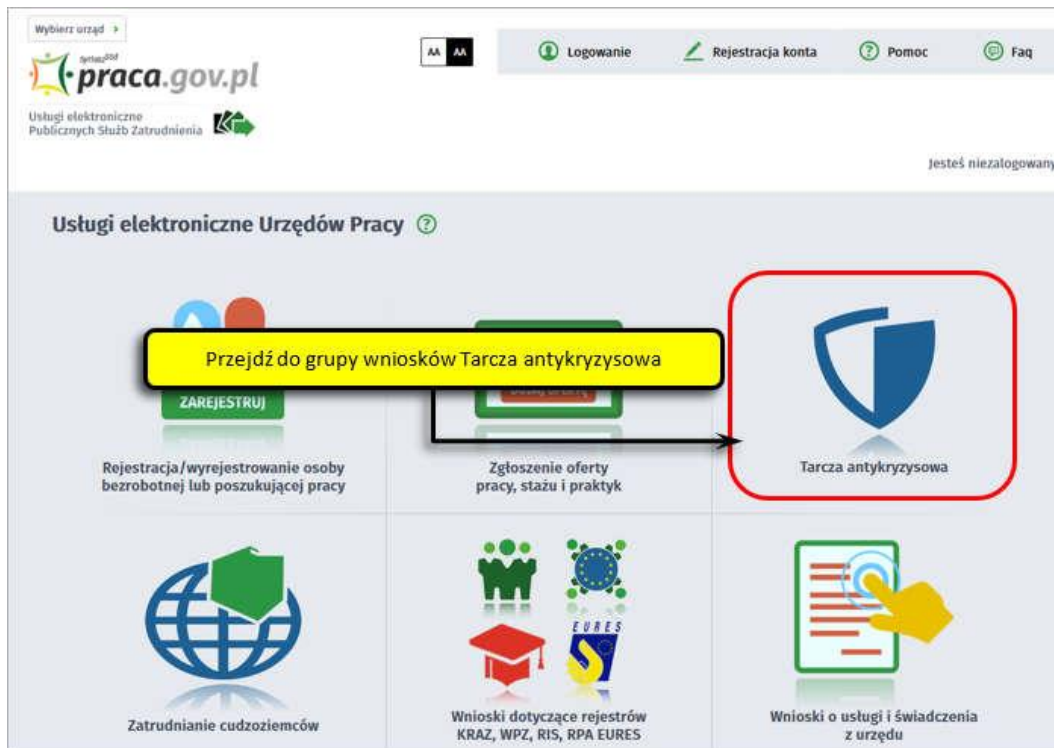 Wybierz urząd
AA AA
Logowanie
Rejestracja konta
Pomoc
Faq
praca.gov.pl
Usługi elektroniczne
Publicznych Służb Zatrudnienia
Jesteś niezalogowany
Usługi elektroniczne Urzędów Pracy ?
Przejdź do grupy wniosków Tarcza antykryzysowa
ZAREJESTRUJ
Rejestracja/wyrejestrowanie osoby
bezrobotnej lub poszukującej pracy
Zgłoszenie oferty
pracy, stażu i praktyk
Tarcza antykryzysowa
EURES
Zatrudnianie cudzoziemców
Wnioski dotyczące rejestrów
KRAZ, WPZ, RIS, RPA EURES
Wnioski o usługi i świadczenia
z urzędu